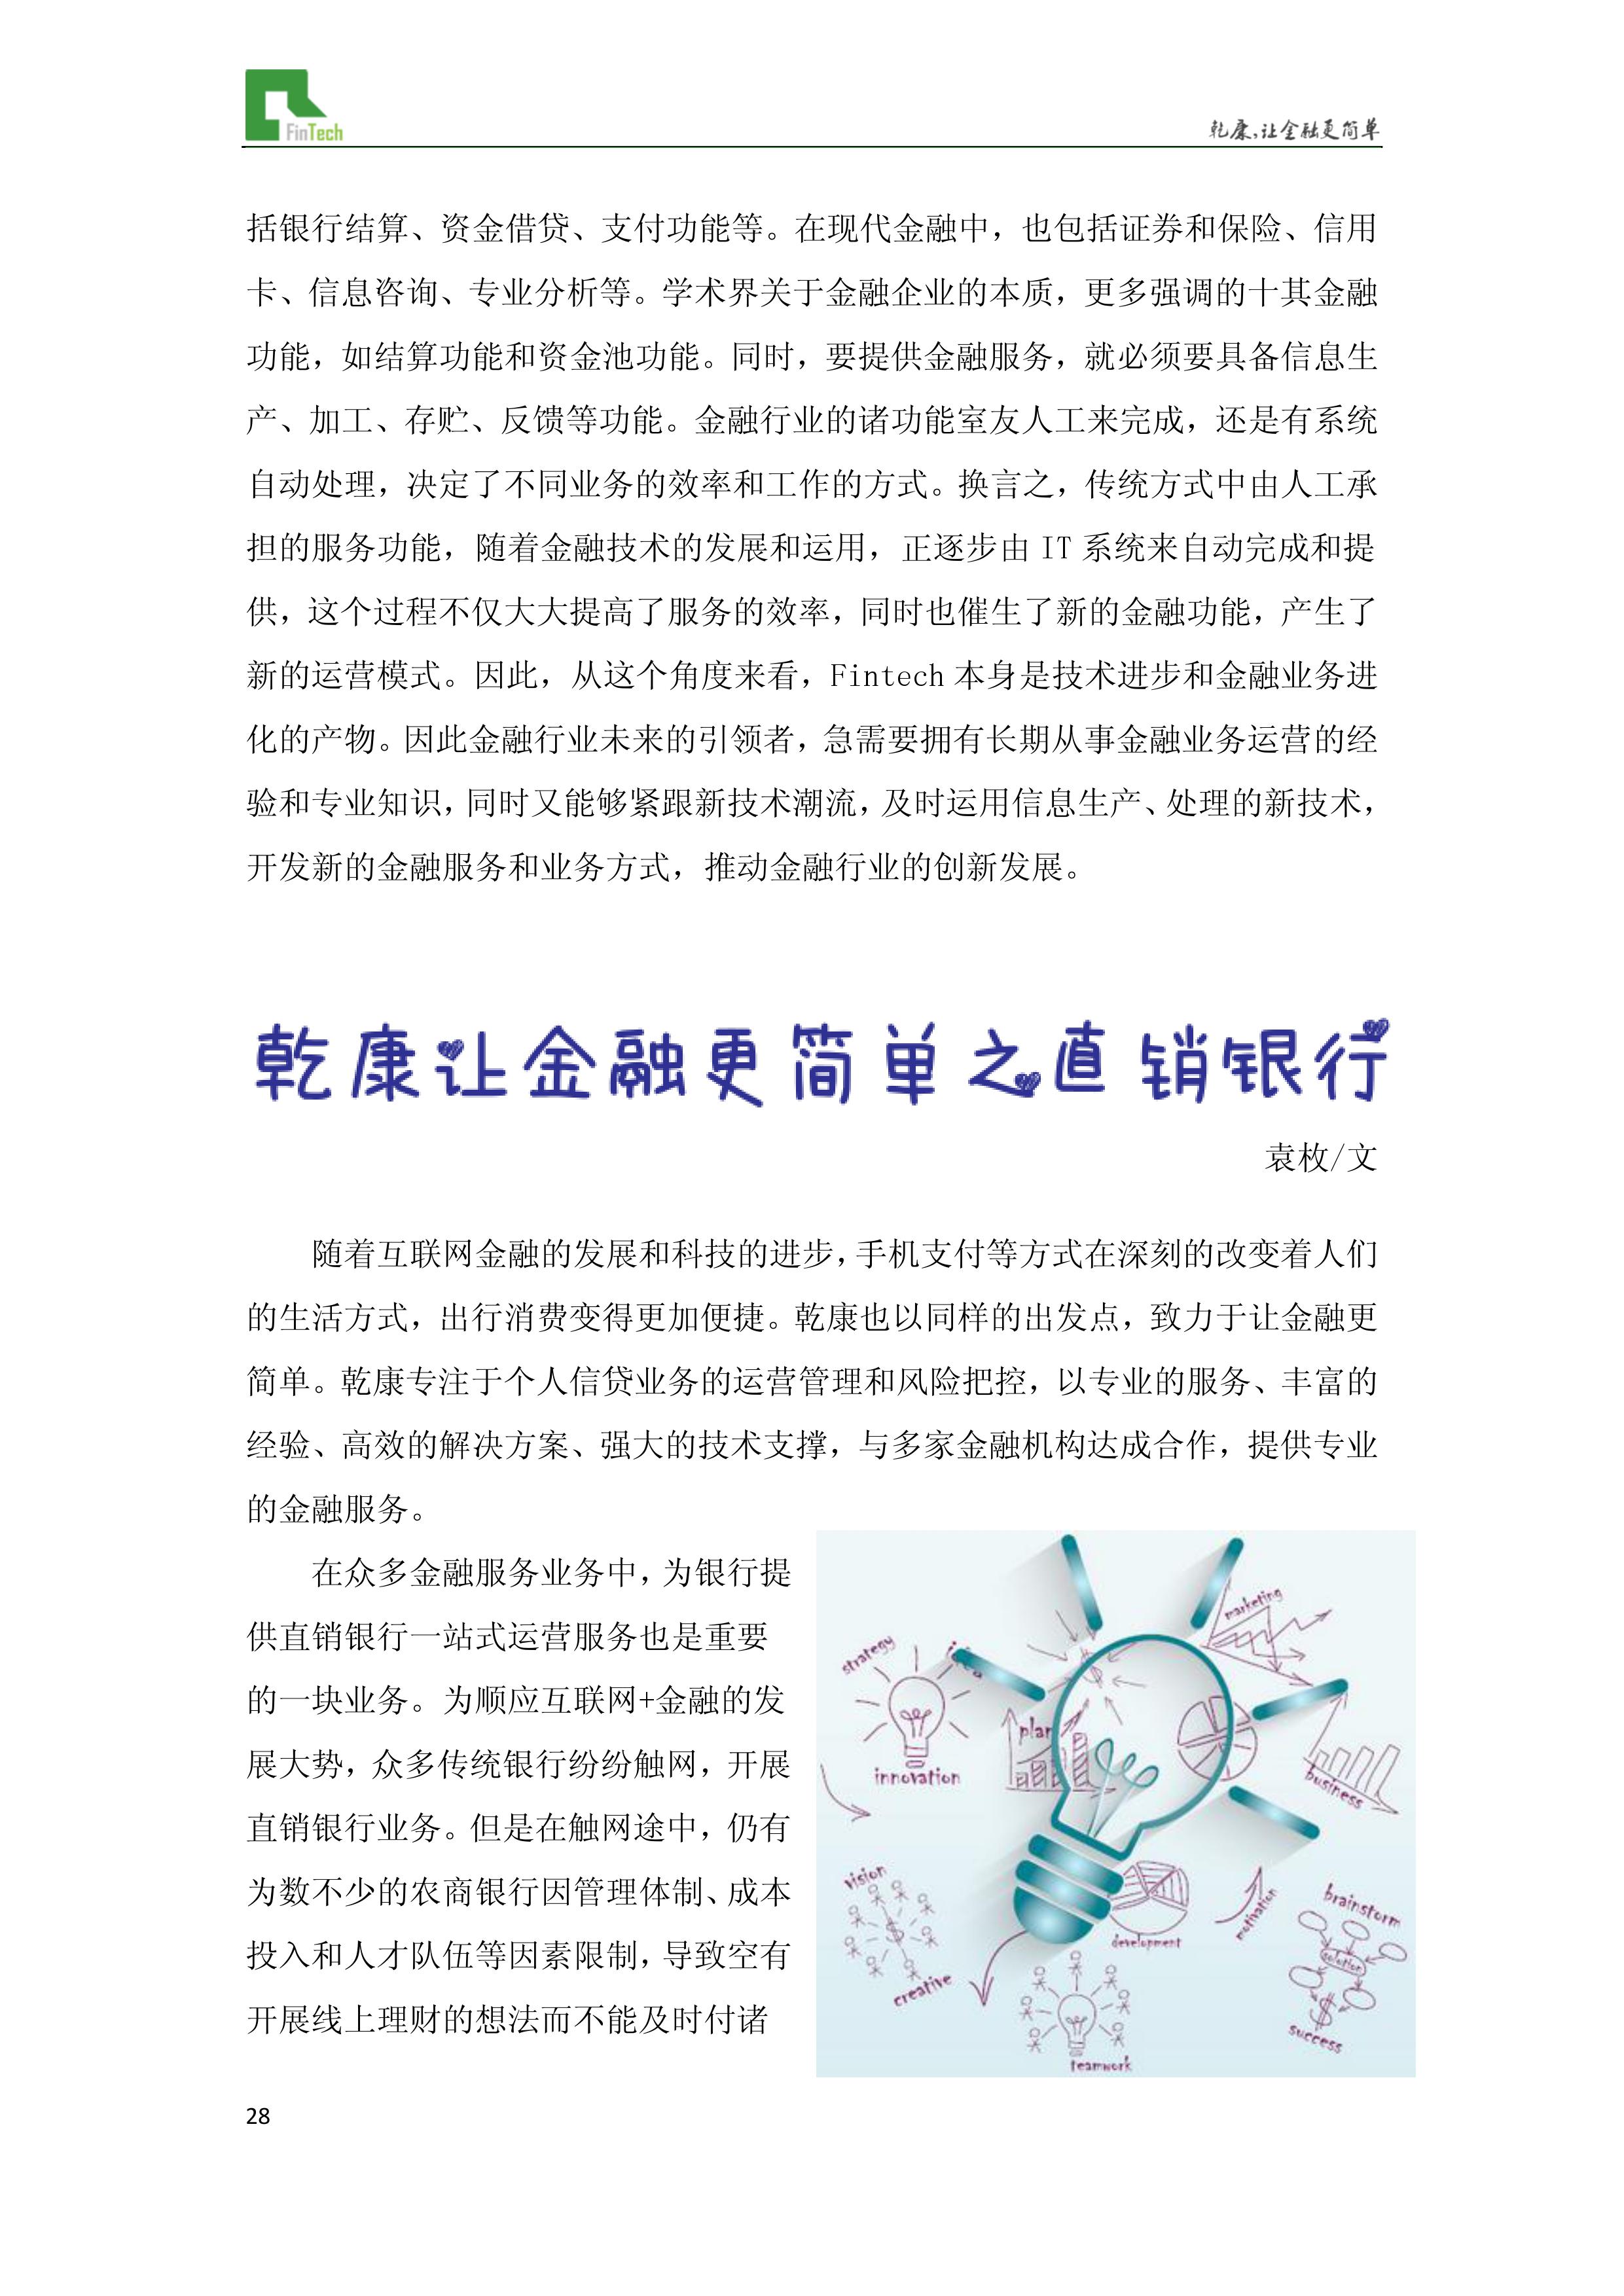 FinTech
乾康,让金融更简单
括银行结算、资金借贷、支付功能等。在现代金融中，也包括证券和保险、信用
卡、信息咨询、专业分析等。学术界关于金融企业的本质，更多强调的十其金融
功能，如结算功能和资金池功能。同时，要提供金融服务，就必须要具备信息生
产、加工、存贮、反馈等功能。金融行业的诸功能室友人工来完成，还是有系统
自动处理，决定了不同业务的效率和工作的方式。换言之，传统方式中由人工承
担的服务功能，随着金融技术的发展和运用，正逐步由 IT 系统来自动完成和提
供，这个过程不仅大大提高了服务的效率，同时也催生了新的金融功能，产生了
新的运营模式。因此，从这个角度来看，Fintech 本身是技术进步和金融业务进
化的产物。因此金融行业未来的引领者，急需要拥有长期从事金融业务运营的经
验和专业知识，同时又能够紧跟新技术潮流，及时运用信息生产、处理的新技术，
开发新的金融服务和业务方式，推动金融行业的创新发展。
乾康让金融更简单之直销银行
袁枚/文
随着互联网金融的发展和科技的进步，手机支付等方式在深刻的改变着人们
的生活方式，出行消费变得更加便捷。乾康也以同样的出发点，致力于让金融更
简单。乾康专注于个人信贷业务的运营管理和风险把控，以专业的服务、丰富的
经验、高效的解决方案、强大的技术支撑，与多家金融机构达成合作，提供专业
的金融服务。
在众多金融服务业务中，为银行提
供直销银行一站式运营服务也是重要
的一块业务。为顺应互联网+金融的发
展大势，众多传统银行纷纷触网，开展
直销银行业务。但是在触网途中，仍有
为数不少的农商银行因管理体制、成本
投入和人才队伍等因素限制，导致空有
开展线上理财的想法而不能及时付诸
marketing
strategy
plan
innovation
business
vision
brainstorm
motivation
development
solution
creative
success
teamwork
28